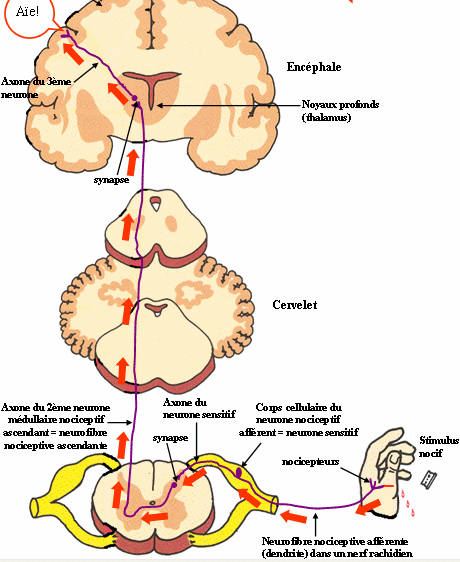 Aïe!
Axone du 3ème
neurone
Encéphale
Noyaux profonds
(thalamus)
synapse
Cervelet
Axone du 2ème neurone
médullaire nociceptif
ascendant = neurofibre
nociceptive ascendante
Axone du
neurone sensitif
synapse
Corps cellulaire du
neurone nociceptif
afférent = neurone sensitif
nocicepteurs
Stimulus
nocif
Neurofibre nociceptive afférente
(dendrite) dans un nerf rachidien